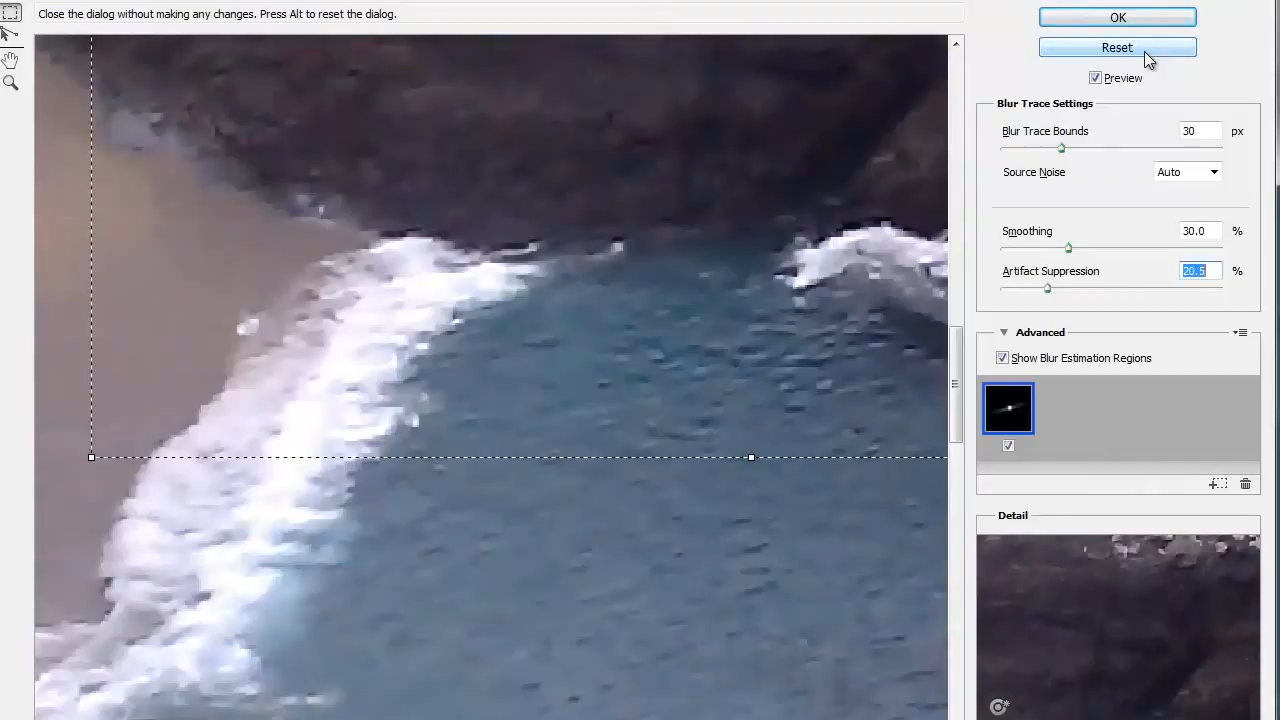 Close the dialog without making any changes. Press Alt to reset the dialog.
OK
Reset
Preview
Blur Trace Settings
Blur Trace Bounds 30 px
Source Noise Auto
Smoothing 30.0 %
Artifact Suppression 20.5 %
Advanced
Show Blur Estimation Regions
Detail